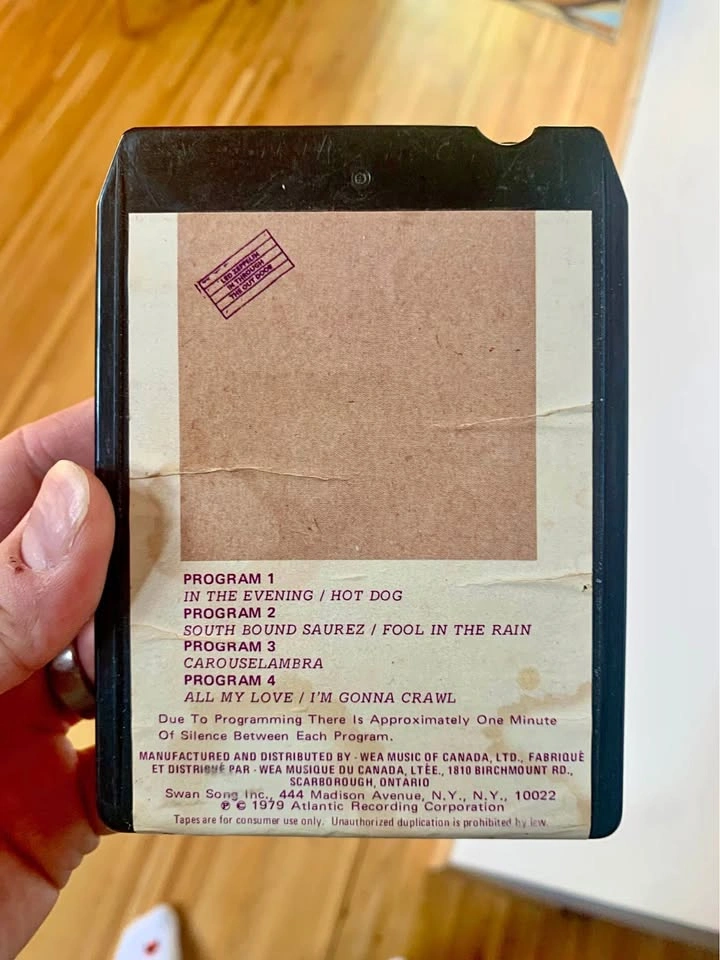 LED ZEPPELIN
IN THROUGH
THE OUT DOOR
PROGRAM 1
IN THE EVENING / HOT DOG
PROGRAM 2
SOUTH BOUND SAUREZ / FOOL IN THE RAIN
PROGRAM 3
CAROUSELAMBRA
PROGRAM 4
ALL MY LOVE / I'M GONNA CRAWL
Due To Programming There Is Approximately One Minute
Of Silence Between Each Program.
MANUFACTURED AND DISTRIBUTED BY - WEA MUSIC OF CANADA, LTD., FABRIQUÉ
ET DISTRIBUÉ PAR - WEA MUSIQUE DU CANADA, LTÉE., 1810 BIRCHMOUNT RD.,
SCARBOROUGH, ONTARIO
Swan Song Inc., 444 Madison Avenue, N.Y., N.Y., 10022
℗ © 1979 Atlantic Recording Corporation
Tapes are for consumer use only. Unauthorized duplication is prohibited by law.